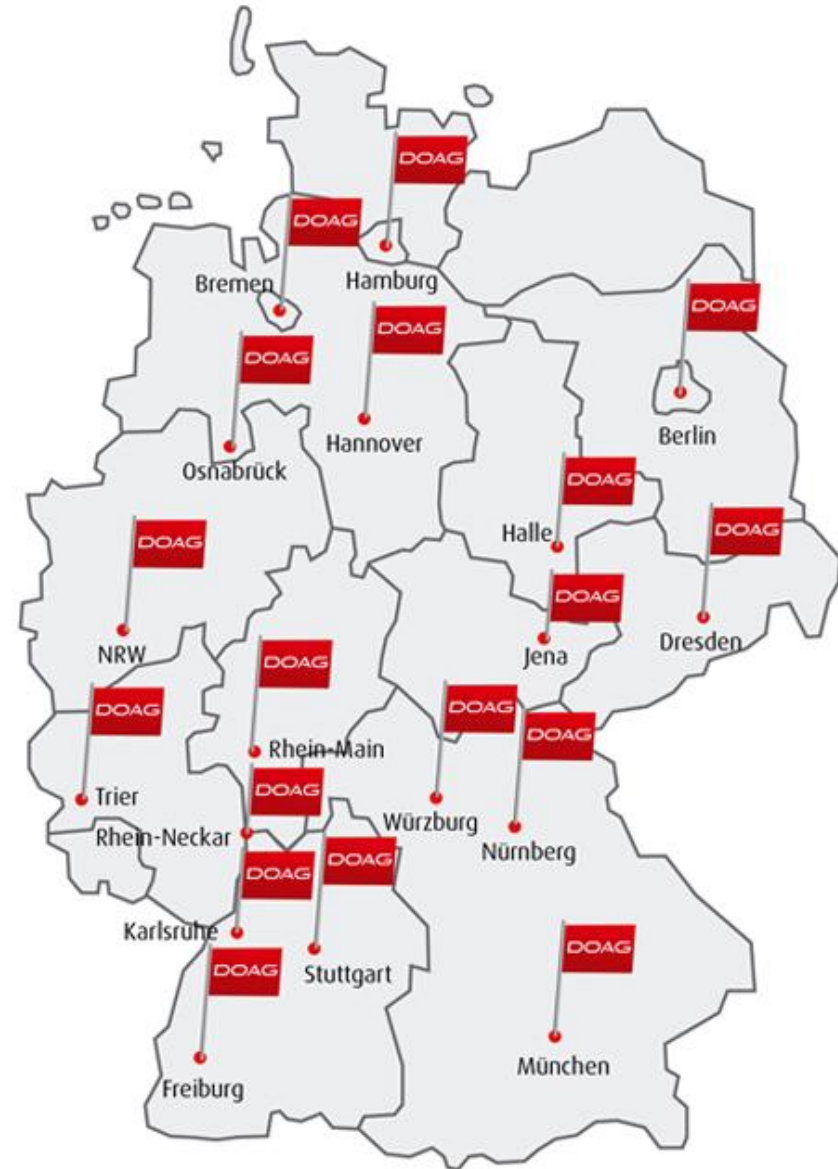 DOAG
DOAG
Bremen
Hamburg
DOAG
DOAG
DOAG
Osnabrück
Hannover
Berlin
DOAG
Halle
DOAG
DOAG
NRW
DOAG
Jena
Dresden
DOAG
Rhein-Main
DOAG
Trier
DOAG
Würzburg
DOAG
Nürnberg
DOAG
Rhein-Neckar
DOAG
Karlsruhe
DOAG
Stuttgart
DOAG
Freiburg
DOAG
München